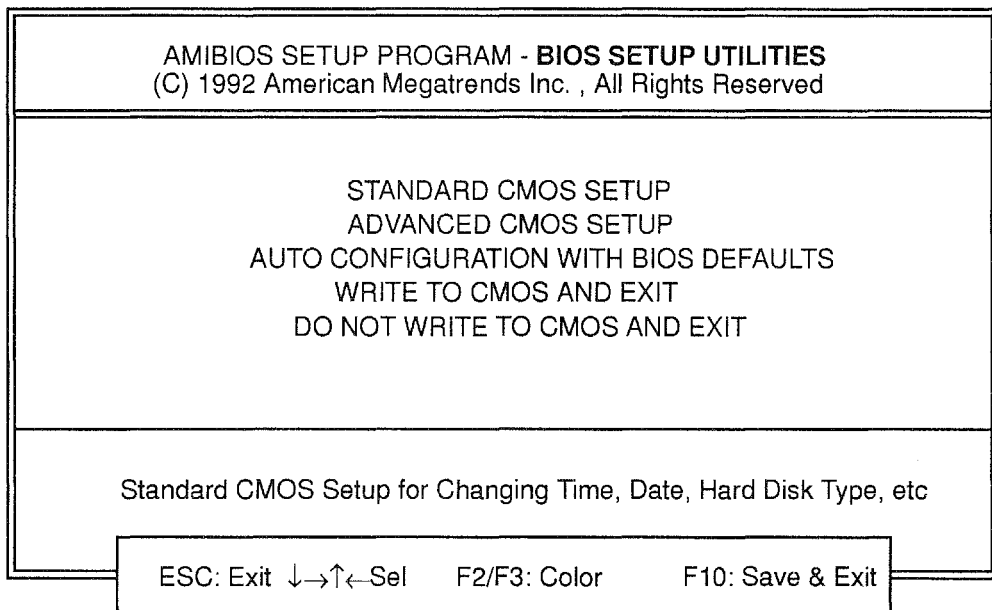 AMIBIOS SETUP PROGRAM - BIOS SETUP UTILITIES
(C) 1992 American Megatrends Inc. , All Rights Reserved
STANDARD CMOS SETUP
ADVANCED CMOS SETUP
AUTO CONFIGURATION WITH BIOS DEFAULTS
WRITE TO CMOS AND EXIT
DO NOT WRITE TO CMOS AND EXIT
Standard CMOS Setup for Changing Time, Date, Hard Disk Type, etc
ESC: Exit ↓→↑←Sel F2/F3: Color F10: Save & Exit